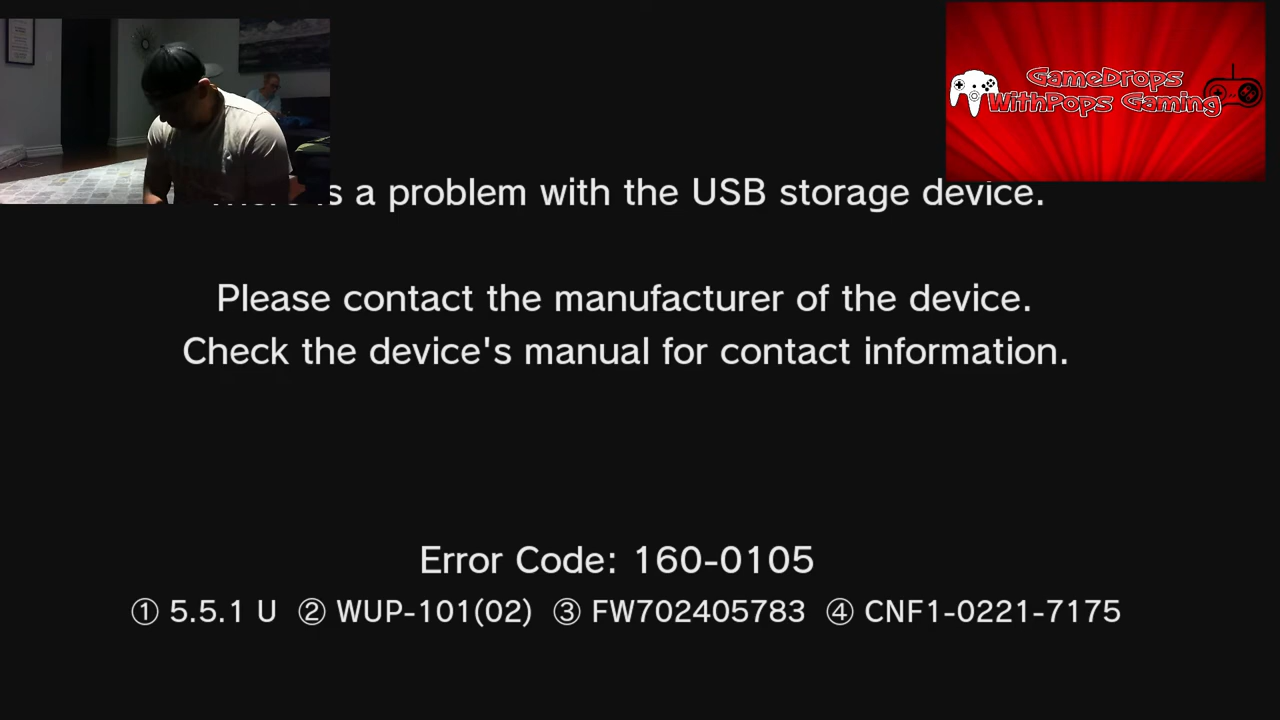 GameDrops
WithPops Gaming
is a problem with the USB storage device.
Please contact the manufacturer of the device.
Check the device's manual for contact information.
Error Code: 160-0105
① 5.5.1 U ② WUP-101(02) ③ FW702405783 ④ CNF1-0221-7175